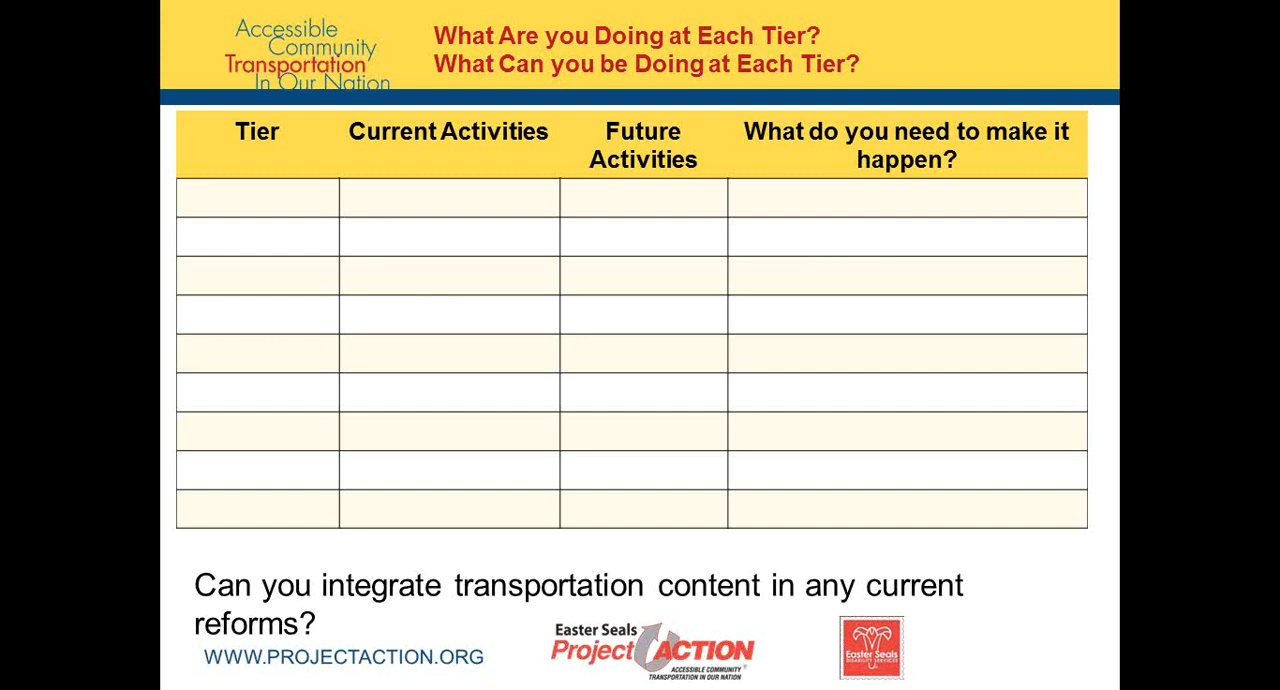 Accessible
Community
Transportation
In Our Nation
What Are you Doing at Each Tier?
What Can you be Doing at Each Tier?
Tier
Current Activities
Future
Activities
What do you need to make it
happen?
Can you integrate transportation content in any current
reforms?
WWW.PROJECTACTION.ORG
Easter Seals
Project ACTION
ACCESSIBLE COMMUNITY
TRANSPORTATION IN OUR NATION
Easter Seals
DISABILITY SERVICES